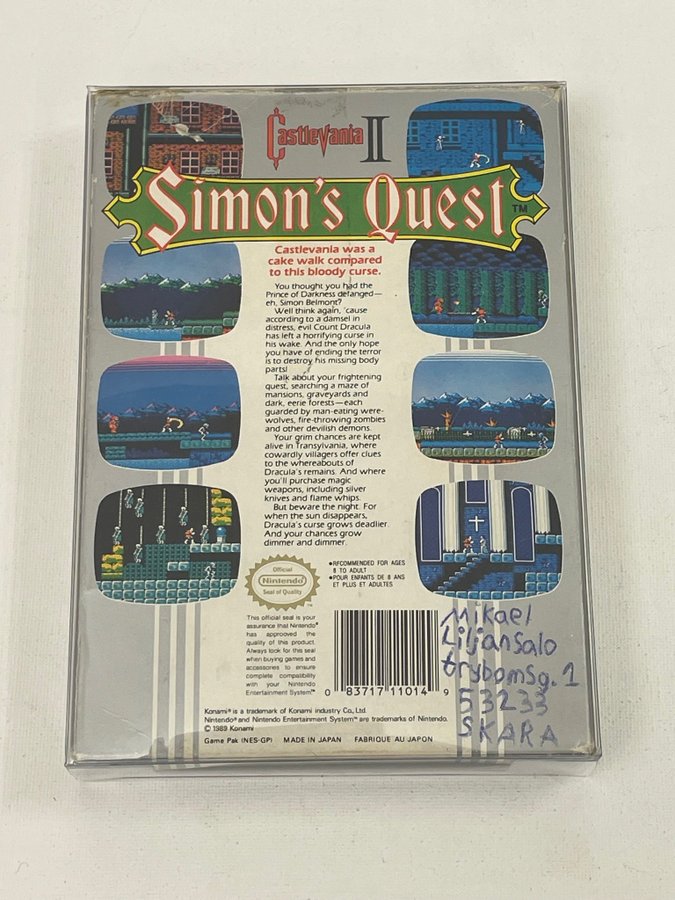 Castlevania II
Simon's Quest™
Castlevania was a
cake walk compared
to this bloody curse.
You thought you had the
Prince of Darkness defanged—
eh, Simon Belmont?
Well think again, 'cause
according to a damsel in
distress, evil Count Dracula
has left a horrifying curse in
his wake. And the only hope
you have of ending the terror
is to destroy his missing body
parts!
Talk about your frightening
quest, searching a maze of
mansions, graveyards and
dark, eerie forests—each
guarded by man-eating were-
wolves, fire-throwing zombies
and other devilish demons.
Your grim chances are kept
alive in Transylvania, where
cowardly villagers offer clues
to the whereabouts of
Dracula's remains. And where
you'll purchase magic
weapons, including silver
knives and flame whips.
But beware the night. For
when the sun disappears,
Dracula's curse grows deadlier.
And your chances grow
dimmer and dimmer.
Official
Nintendo®
Seal of Quality
•RECOMMENDED FOR AGES
8 TO ADULT
•POUR ENFANTS DE 8 ANS
ET PLUS ET ADULTES
This official seal is your
assurance that Nintendo®
has approoved the
quality of this product.
Always look for this seal
when buying games and
accessories to ensure
complete compatibility
with your Nintendo
Entertainment System™
0 83717 11014 9
Mikael
Liljansalo
trybomsg. 1
53233
SKARA
Konami® is a trademark of Konami Industry Co., Ltd.
Nintendo® and Nintendo Entertainment System™ are trademarks of Nintendo.
© 1989 Konami
Game Pak (NES-GP) MADE IN JAPAN FABRIQUE AU JAPON